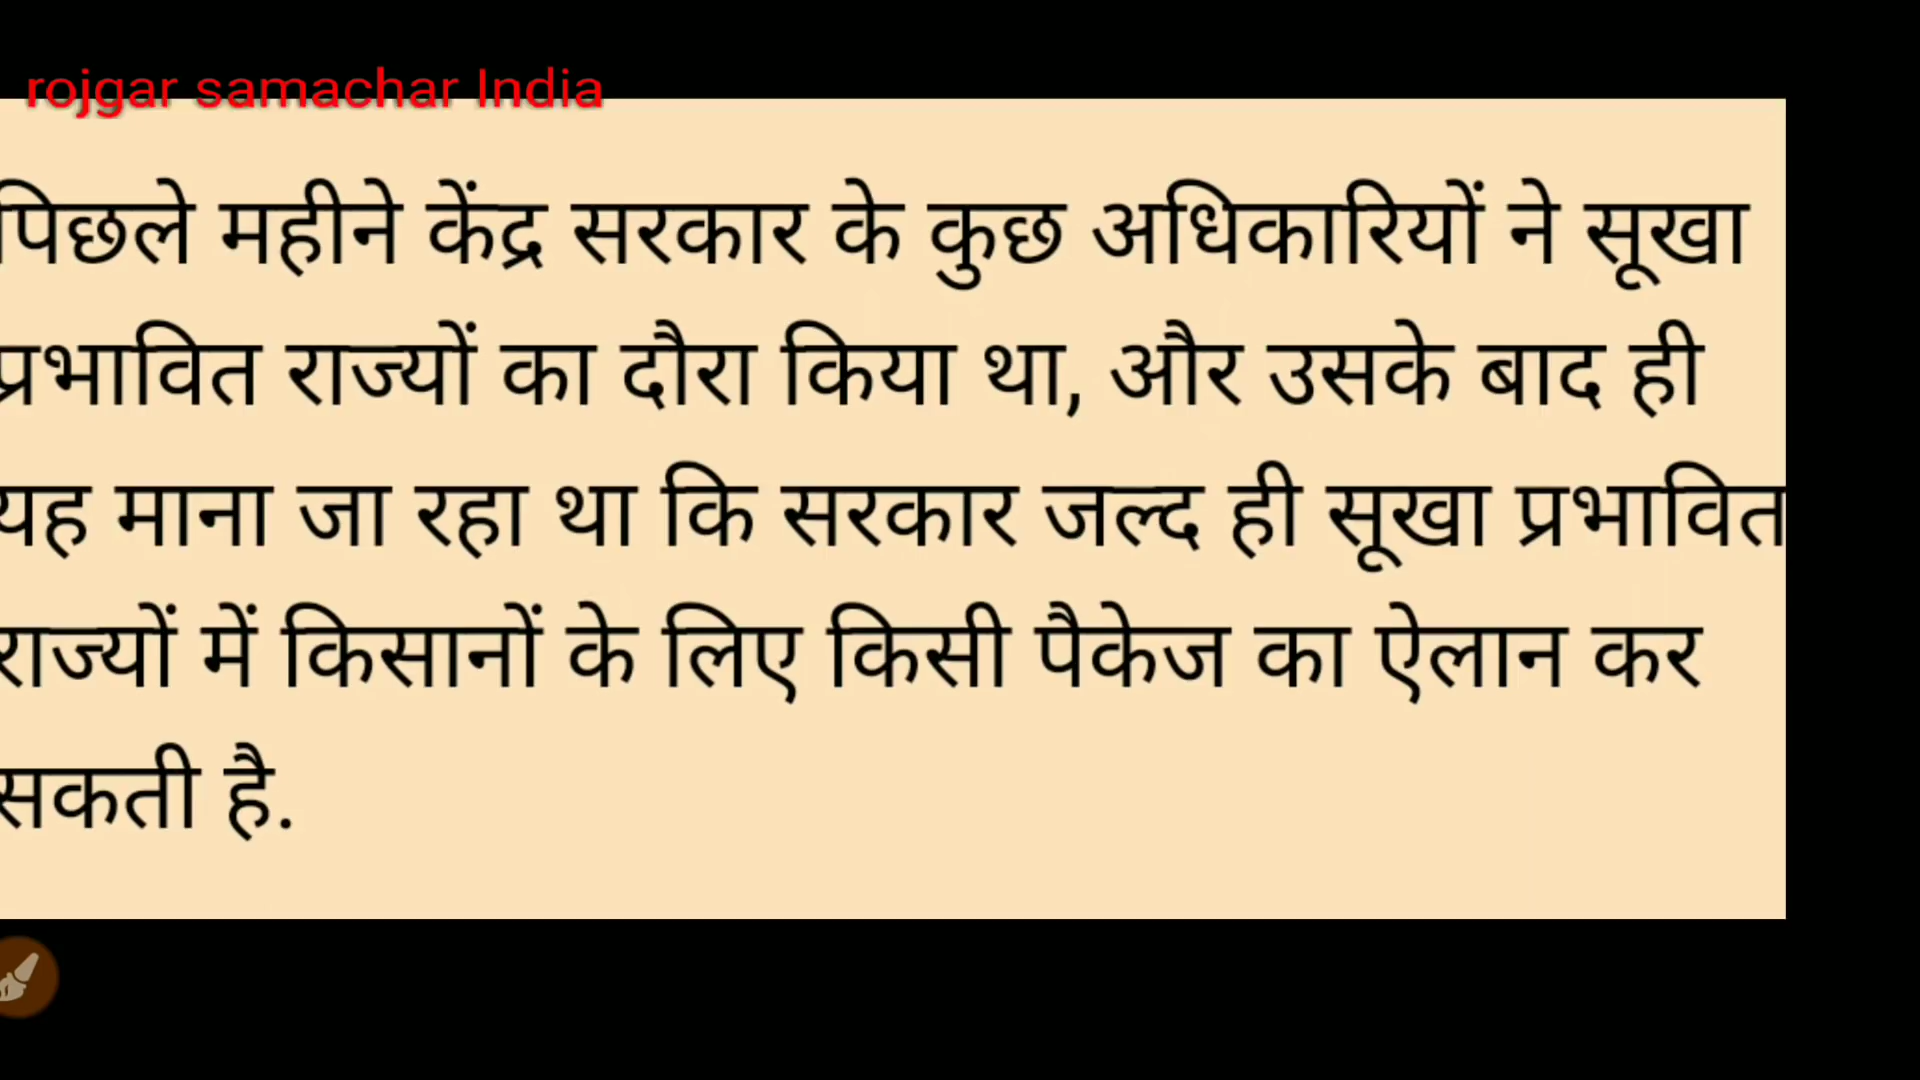 rojgar samachar India
पिछले महीने केंद्र सरकार के कुछ अधिकारियों ने सूखा
प्रभावित राज्यों का दौरा किया था, और उसके बाद ही
यह माना जा रहा था कि सरकार जल्द ही सूखा प्रभावित
राज्यों में किसानों के लिए किसी पैकेज का ऐलान कर
सकती है.